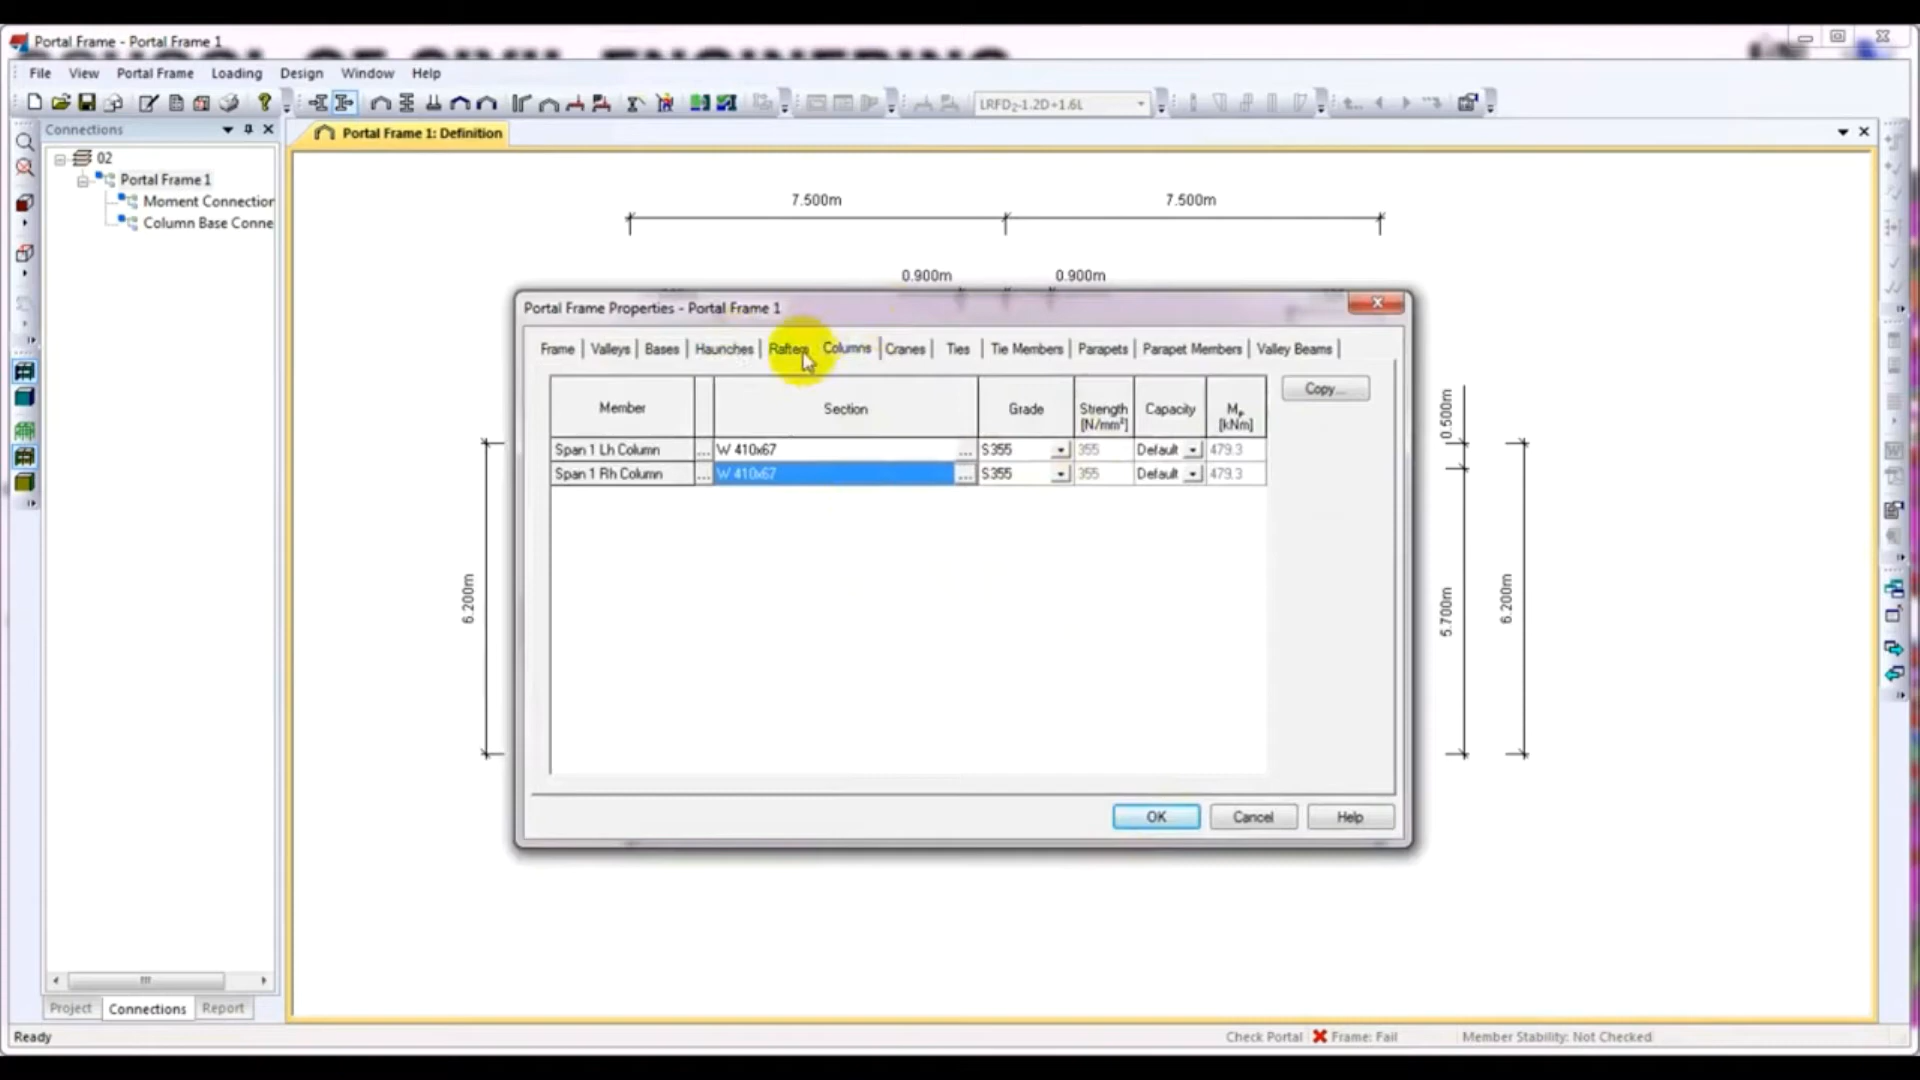 Portal Frame - Portal Frame 1
File View Portal Frame Loading Design Window Help
LRFD2-1.2D+1.6L
Connections
Portal Frame 1: Definition
02
Portal Frame 1
Moment Connection
Column Base Conne
7.500m 7.500m
0.900m 0.900m
Portal Frame Properties - Portal Frame 1
Frame Valleys Bases Haunches Rafters Columns Cranes Ties Tie Members Parapets Parapet Members Valley Beams
Member Section Grade Strength [N/mm²] Capacity Mp [kNm]
Copy...
Span 1 Lh Column ... W 410x67 ... S355 355 Default 479.3
Span 1 Rh Column ... W 410x67 ... S355 355 Default 479.3
6.200m
0.500m
5.700m
6.200m
OK Cancel Help
Project Connections Report
Ready Check Portal Frame: Fail Member Stability: Not Checked